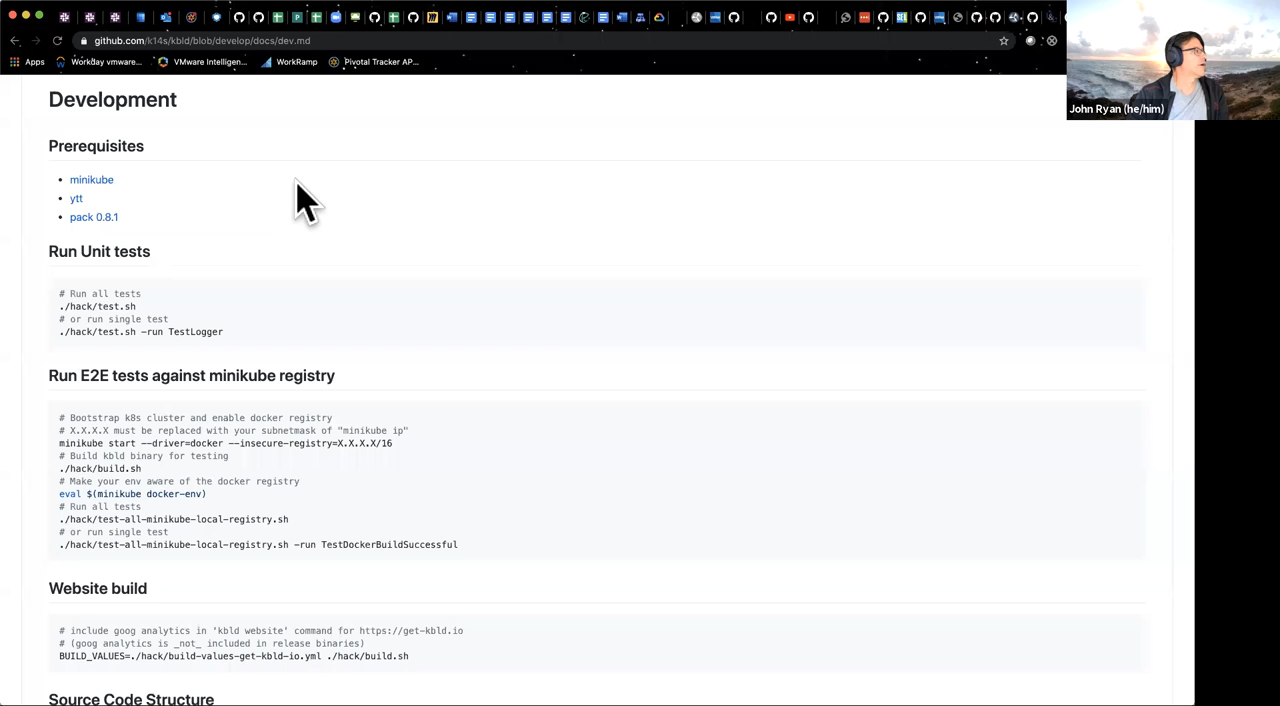 github.com/k14s/kbld/blob/develop/docs/dev.md
Apps
Workday vmware...
VMware Intelligen...
WorkRamp
Pivotal Tracker AP...
John Ryan (he/him)
Development
Prerequisites
minikube
ytt
pack 0.8.1
Run Unit tests
# Run all tests
./hack/test.sh
# or run single test
./hack/test.sh -run TestLogger
Run E2E tests against minikube registry
# Bootstrap k8s cluster and enable docker registry
# X.X.X.X must be replaced with your subnetmask of "minikube ip"
minikube start --driver=docker --insecure-registry=X.X.X.X/16
# Build kbld binary for testing
./hack/build.sh
# Make your env aware of the docker registry
eval $(minikube docker-env)
# Run all tests
./hack/test-all-minikube-local-registry.sh
# or run single test
./hack/test-all-minikube-local-registry.sh -run TestDockerBuildSuccessful
Website build
# include goog analytics in 'kbld website' command for https://get-kbld.io
# (goog analytics is _not_ included in release binaries)
BUILD_VALUES=./hack/build-values-get-kbld-io.yml ./hack/build.sh
Source Code Structure